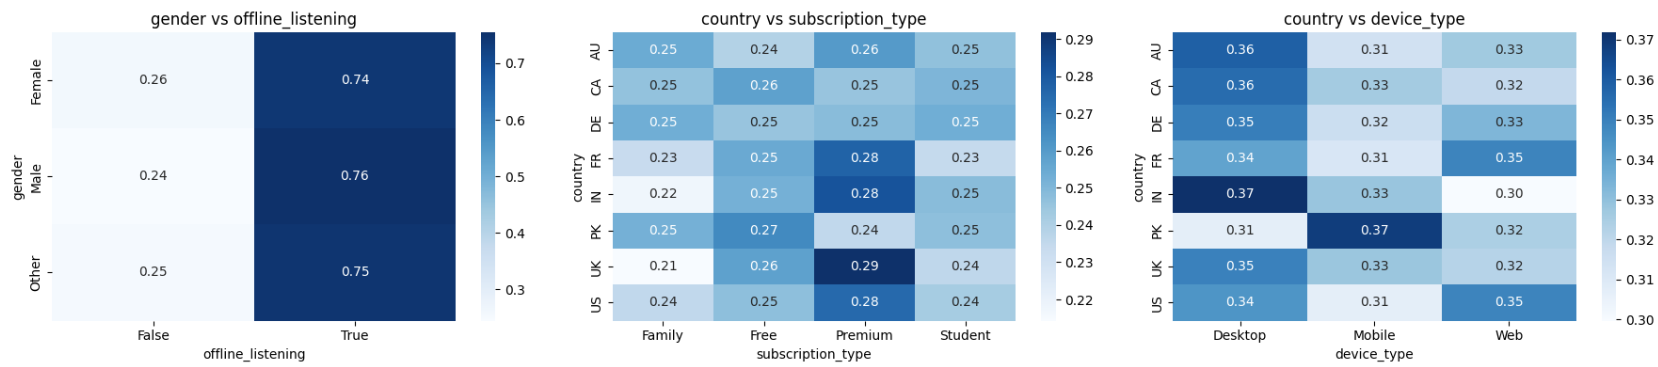 gender vs offline_listening
gender
Female
0.26 0.74
Male
0.24 0.76
Other
0.25 0.75
False True
offline_listening
0.7
0.6
0.5
0.4
0.3
country vs subscription_type
country
AU 0.25 0.24 0.26 0.25
CA 0.25 0.26 0.25 0.25
DE 0.25 0.25 0.25 0.25
FR 0.23 0.25 0.28 0.23
IN 0.22 0.25 0.28 0.25
PK 0.25 0.27 0.24 0.25
UK 0.21 0.26 0.29 0.24
US 0.24 0.25 0.28 0.24
Family Free Premium Student
subscription_type
0.29
0.28
0.27
0.26
0.25
0.24
0.23
0.22
country vs device_type
country
AU 0.36 0.31 0.33
CA 0.36 0.33 0.32
DE 0.35 0.32 0.33
FR 0.34 0.31 0.35
IN 0.37 0.33 0.30
PK 0.31 0.37 0.32
UK 0.35 0.33 0.32
US 0.34 0.31 0.35
Desktop Mobile Web
device_type
0.37
0.36
0.35
0.34
0.33
0.32
0.31
0.30